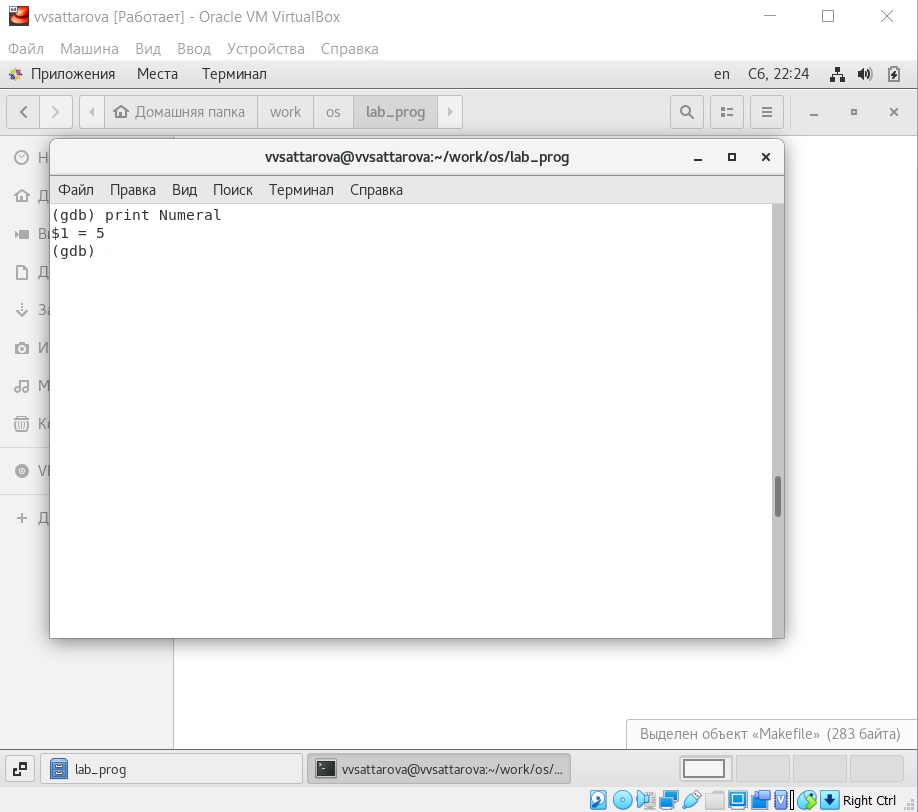 vvsattarova [Работает] - Oracle VM VirtualBox
Файл Машина Вид Ввод Устройства Справка
Приложения Места Терминал en Сб, 22:24
Домашняя папка work os lab_prog
vvsattarova@vvsattarova:~/work/os/lab_prog
Файл Правка Вид Поиск Терминал Справка
(gdb) print Numeral
$1 = 5
(gdb)
Выделен объект «Makefile» (283 байта)
lab_prog vvsattarova@vvsattarova:~/work/os/...
Right Ctrl